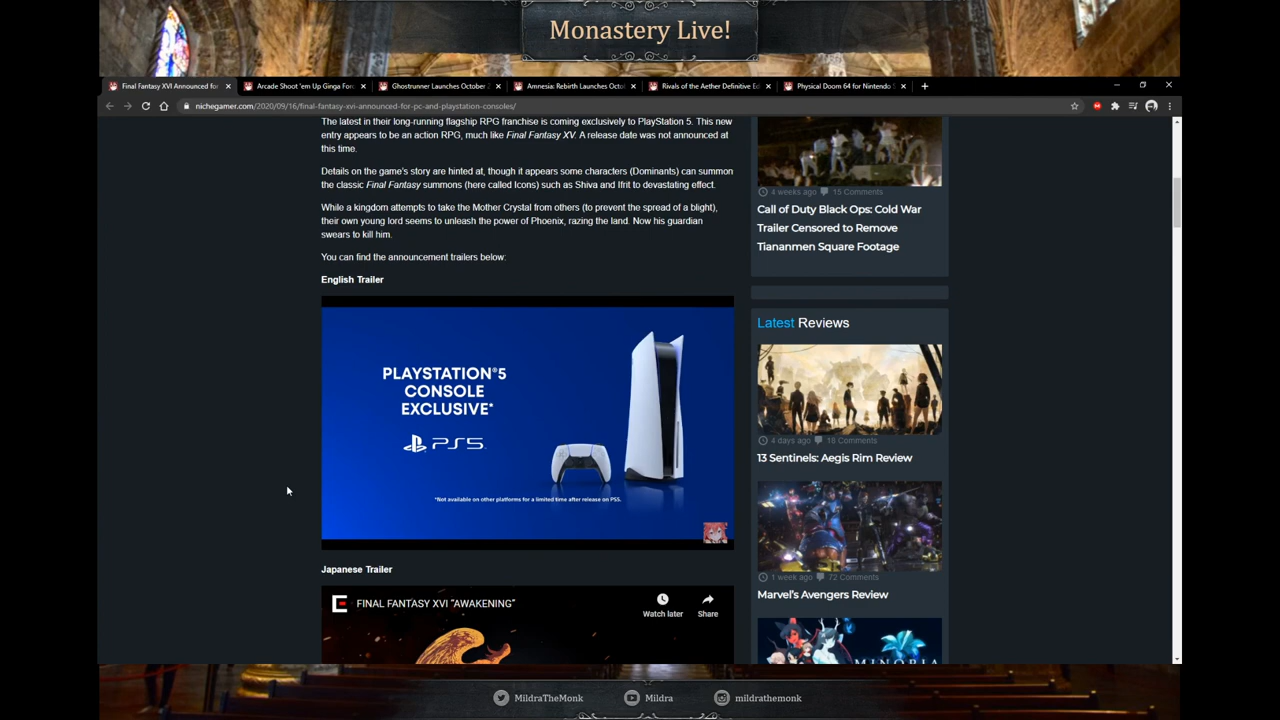 Monastery Live!
Final Fantasy XVI Announced for
Arcade Shoot 'em Up Ginga For
Ghostrunner Launches October
Amnesia: Rebirth Launches Octo
Rivals of the Aether Definitive Ed
Physical Doom 64 for Nintendo
nichegamer.com/2020/09/16/final-fantasy-xvi-announced-for-pc-and-playstation-consoles/
The latest in their long-running flagship RPG franchise is coming exclusively to PlayStation 5. This new
entry appears to be an action RPG, much like Final Fantasy XV. A release date was not announced at
this time.
Details on the game's story are hinted at, though it appears some characters (Dominants) can summon
the classic Final Fantasy summons (here called Icons) such as Shiva and Ifrit to devastating effect.
While a kingdom attempts to take the Mother Crystal from others (to prevent the spread of a blight),
their own young lord seems to unleash the power of Phoenix, razing the land. Now his guardian
swears to kill him.
You can find the announcement trailers below:
English Trailer
PLAYSTATION®5
CONSOLE
EXCLUSIVE*
PS5
*Not available on other platforms for a limited time after release on PS5.
Japanese Trailer
FINAL FANTASY XVI "AWAKENING"
Watch later
Share
4 weeks ago 15 Comments
Call of Duty Black Ops: Cold War
Trailer Censored to Remove
Tiananmen Square Footage
Latest Reviews
4 days ago 16 Comments
13 Sentinels: Aegis Rim Review
1 week ago 72 Comments
Marvel's Avengers Review
MINORIA
MildraTheMonk
Mildra
mildrathemonk